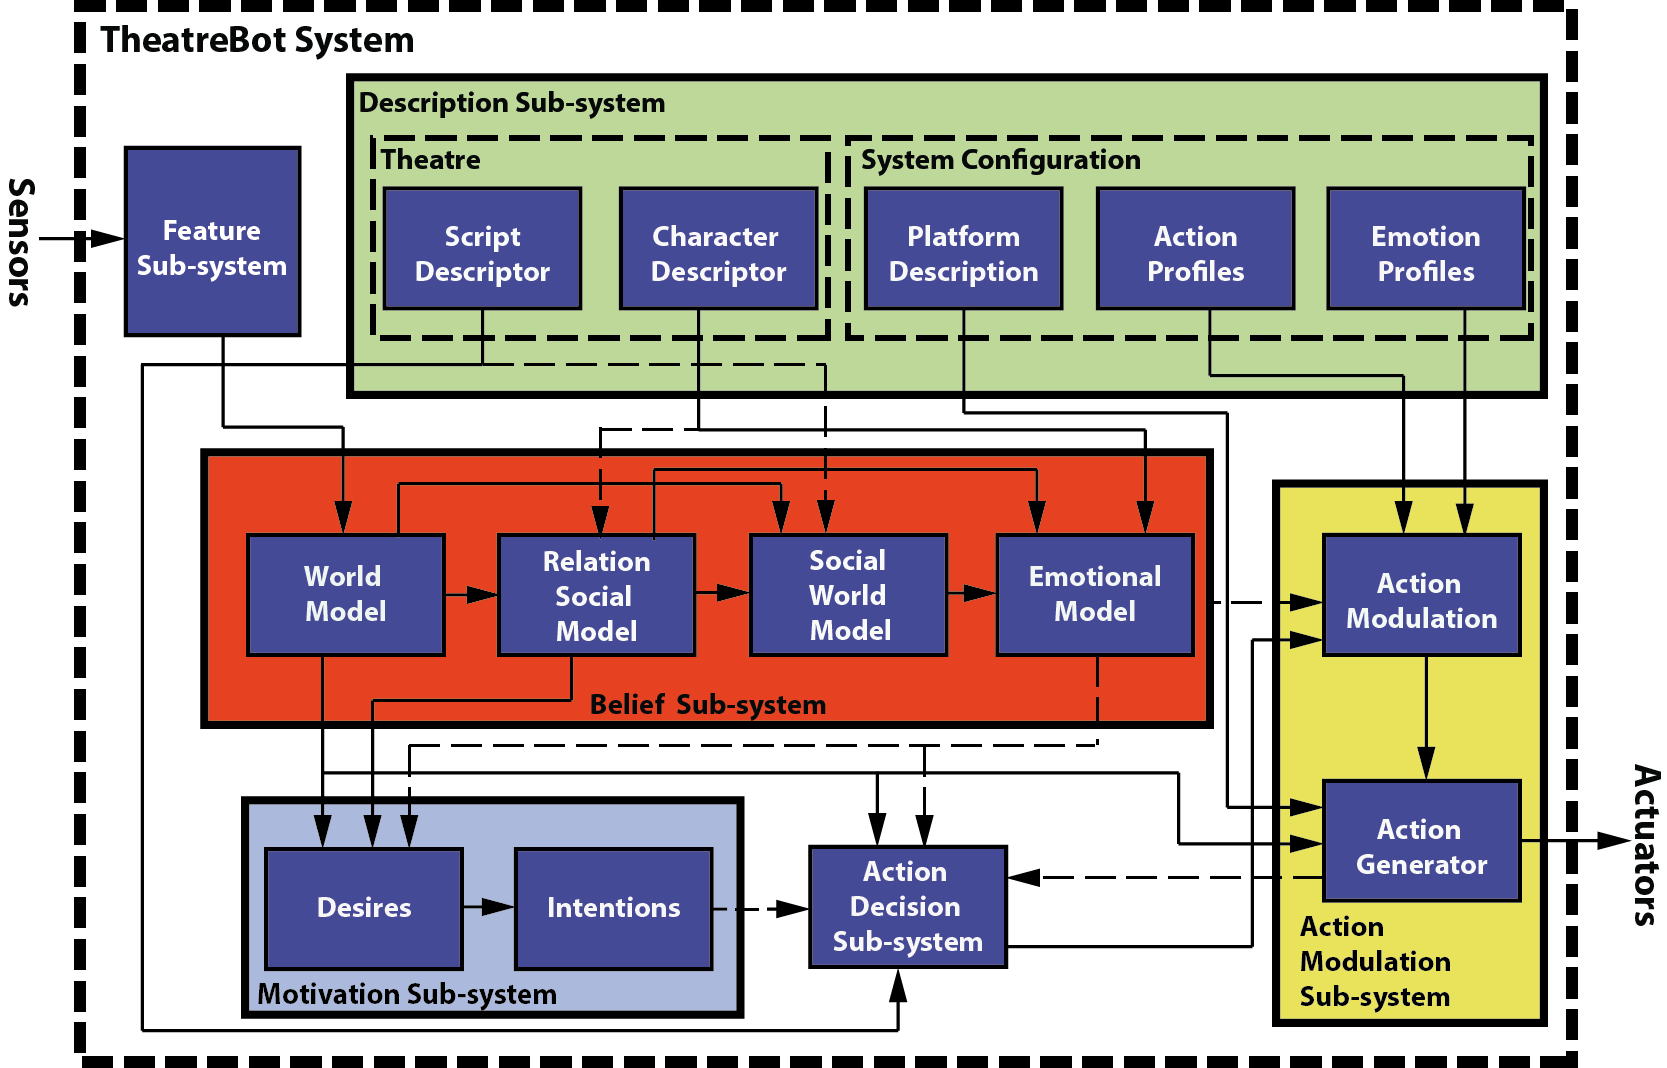 TheatreBot System
Description Sub-system
Theatre
System Configuration
Sensors
Feature
Sub-system
Script
Descriptor
Character
Descriptor
Platform
Description
Action
Profiles
Emotion
Profiles
World
Model
Relation
Social
Model
Social
World
Model
Emotional
Model
Action
Modulation
Belief Sub-system
Actuators
Desires
Intentions
Action
Decision
Sub-system
Action
Generator
Motivation Sub-system
Action
Modulation
Sub-system